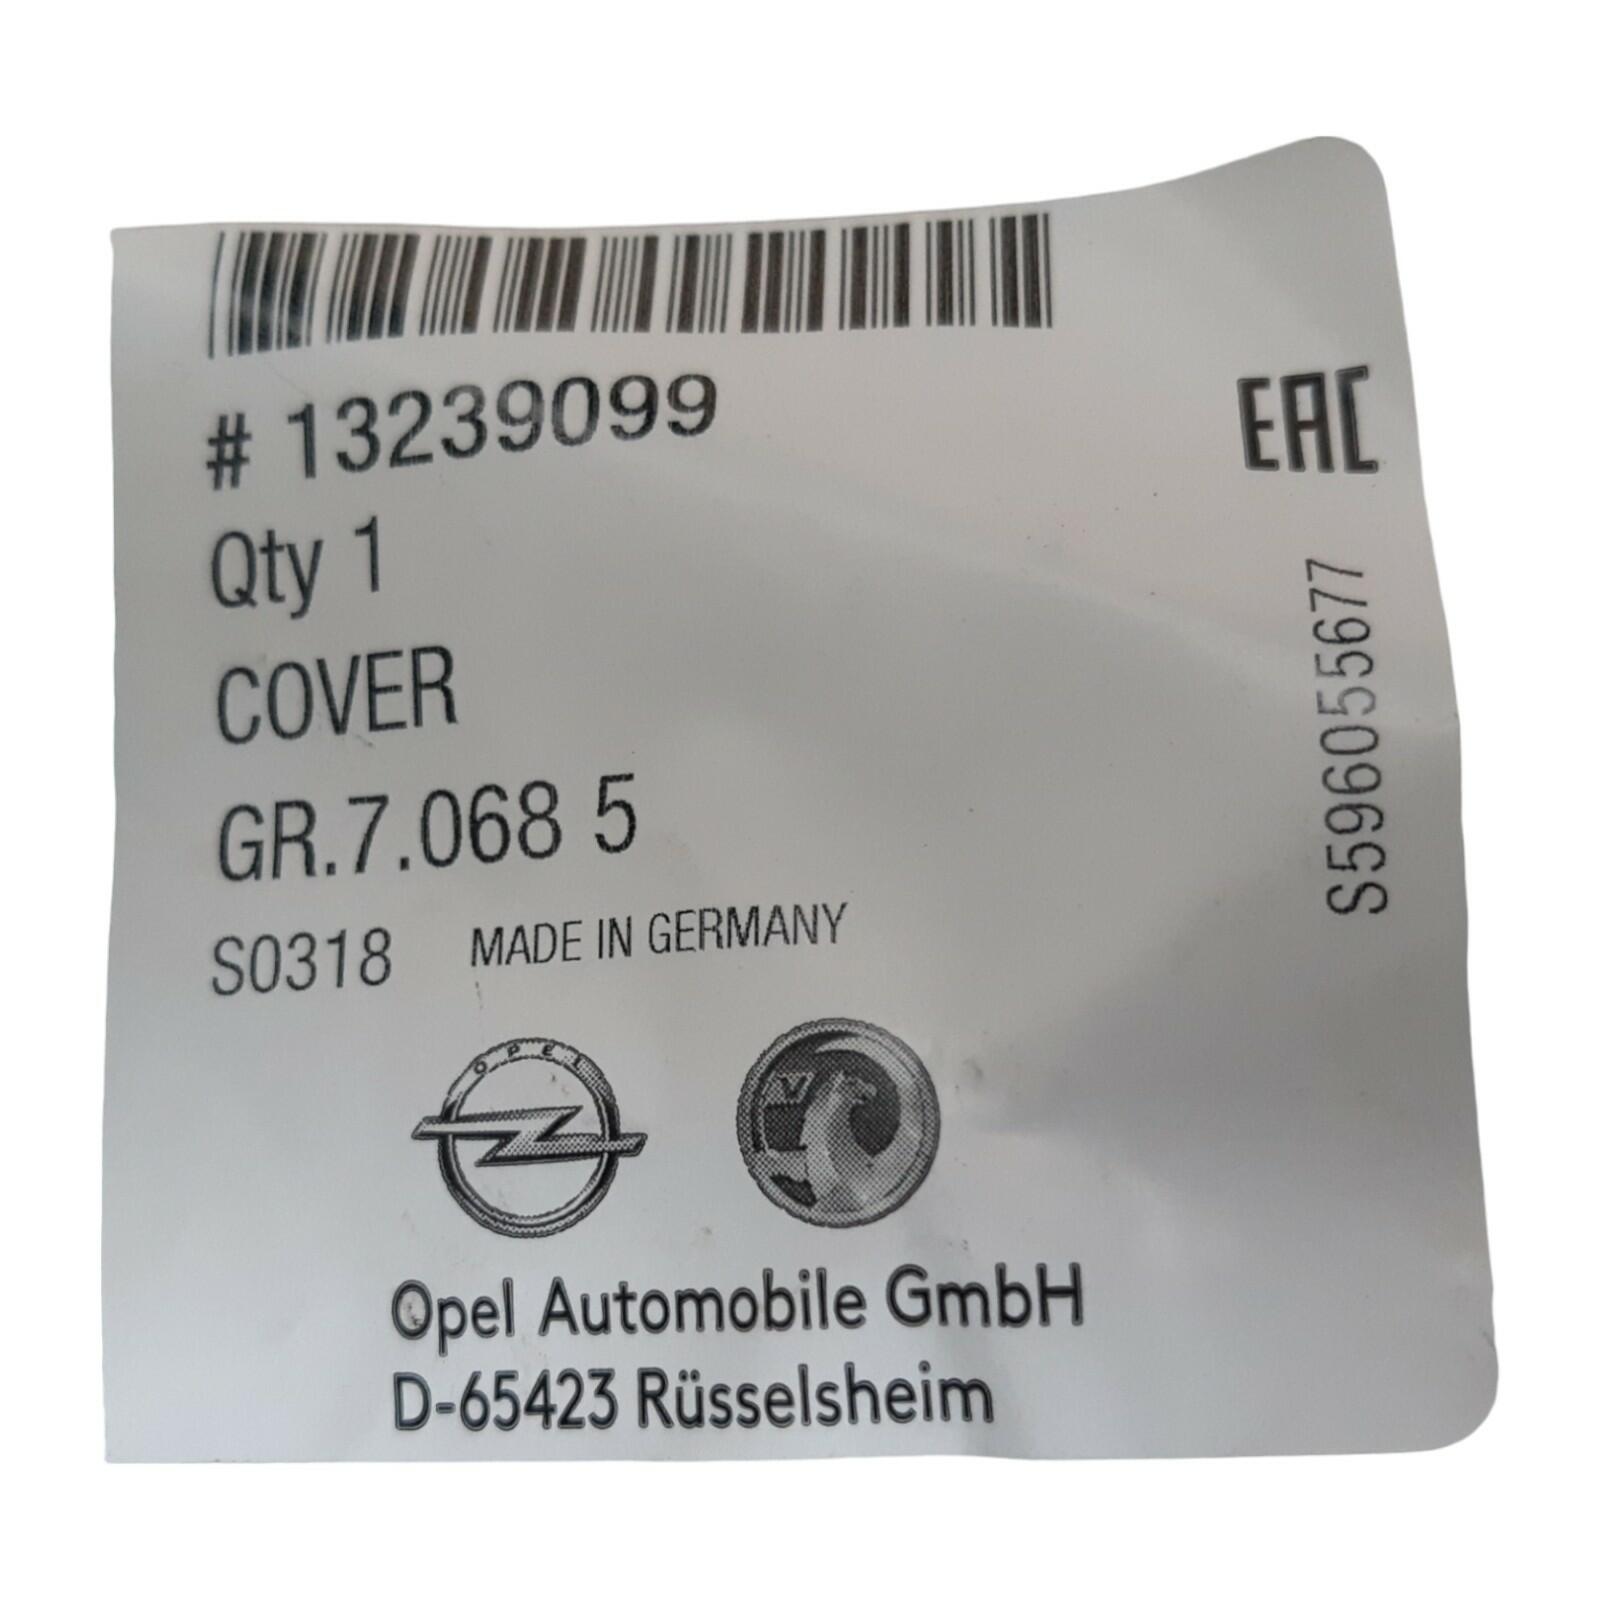 # 13239099
EAC
Qty 1
COVER
GR.7.068 5
S0318 MADE IN GERMANY
S596055677
OPEL
V
Opel Automobile GmbH
D-65423 Rüsselsheim